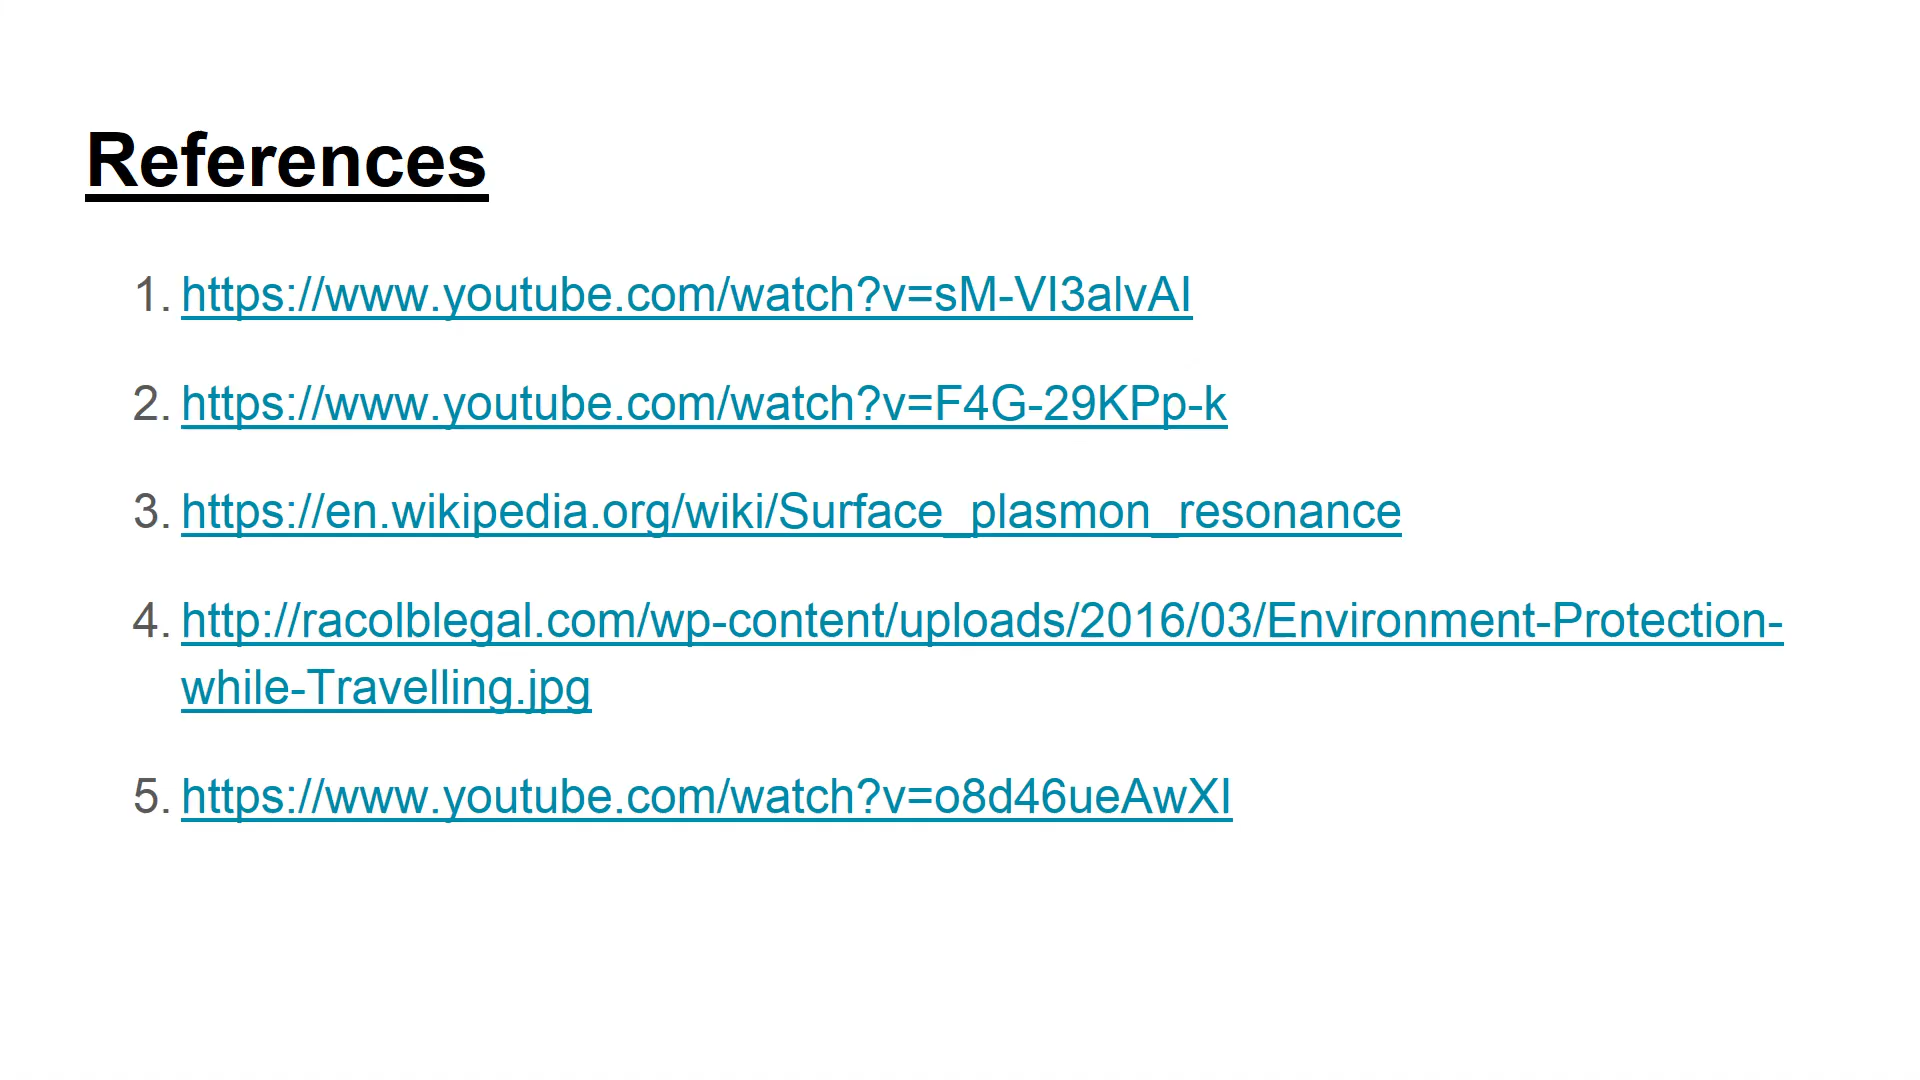 References
1. https://www.youtube.com/watch?v=sM-VI3alvAI
2. https://www.youtube.com/watch?v=F4G-29KPp-k
3. https://en.wikipedia.org/wiki/Surface_plasmon_resonance
4. http://racolblegal.com/wp-content/uploads/2016/03/Environment-Protection-
while-Travelling.jpg
5. https://www.youtube.com/watch?v=o8d46ueAwXI